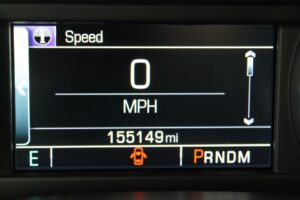 Speed
0
MPH
155149mi
E PRNDM